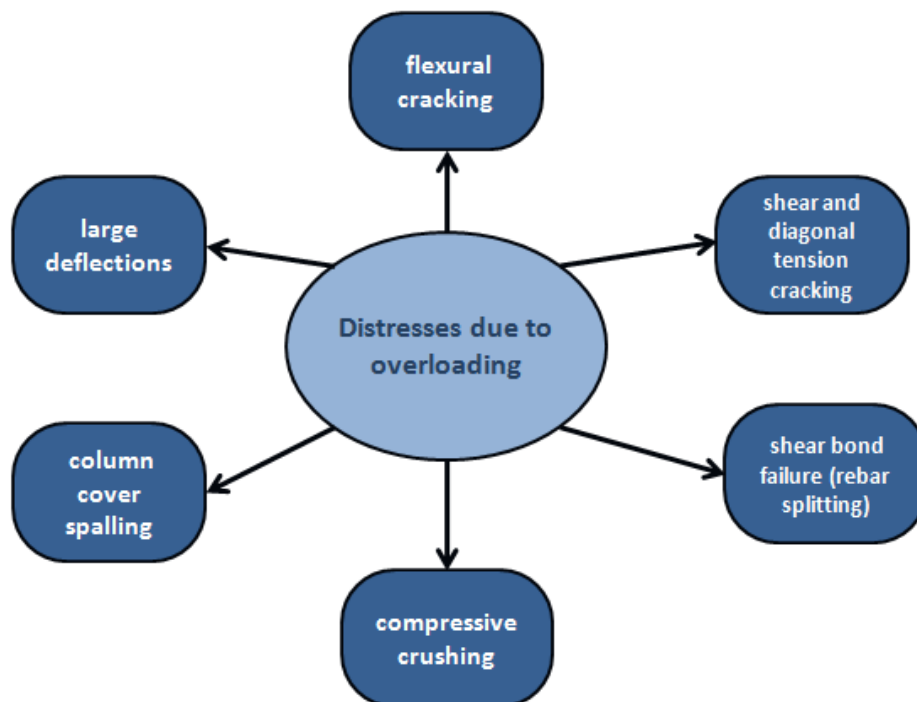 flexural
cracking
large
deflections
shear and
diagonal
tension
cracking
Distresses due to
overloading
column
cover
spalling
shear bond
failure (rebar
splitting)
compressive
crushing